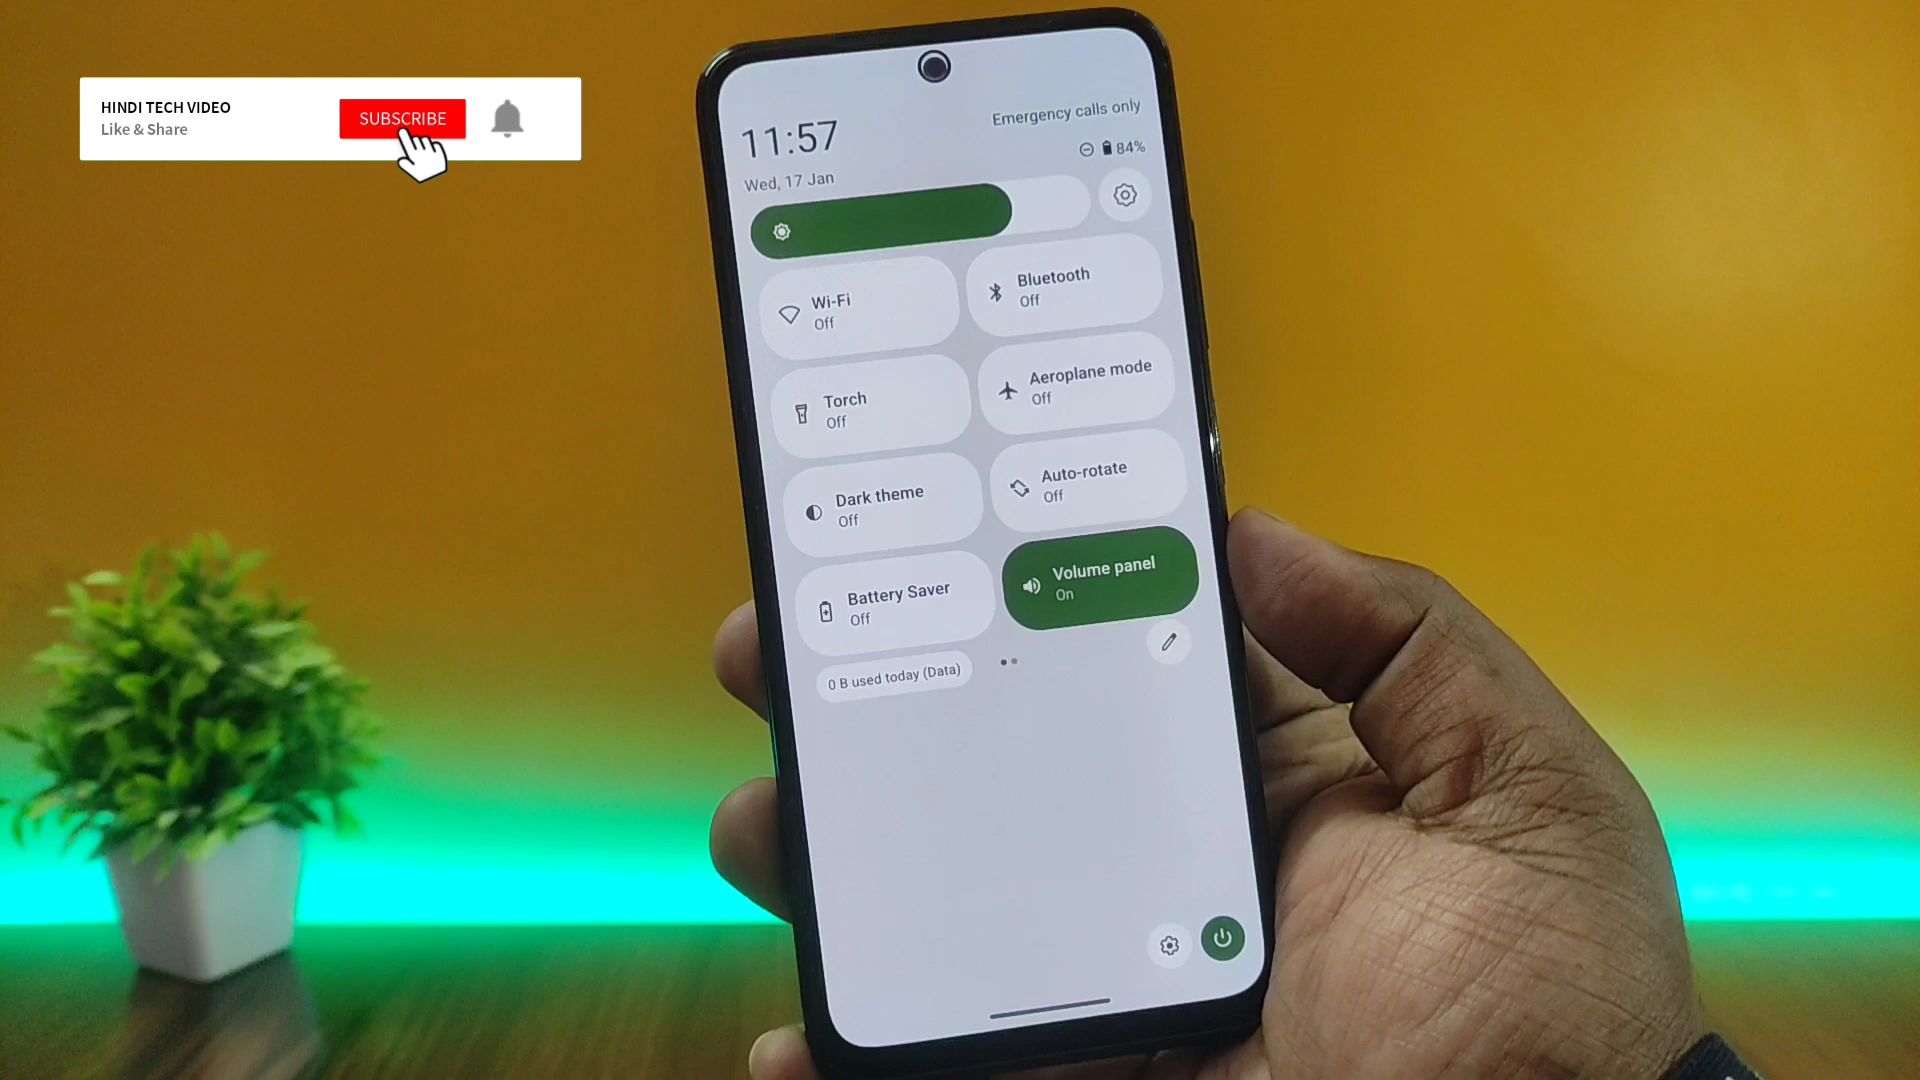 HINDI TECH VIDEO
Like & Share
SUBSCRIBE
11:57
Emergency calls only
84%
Wed, 17 Jan
Wi-Fi
Off
Bluetooth
Off
Torch
Off
Aeroplane mode
Off
Dark theme
Off
Auto-rotate
Off
Battery Saver
Off
Volume panel
On
0 B used today (Data)